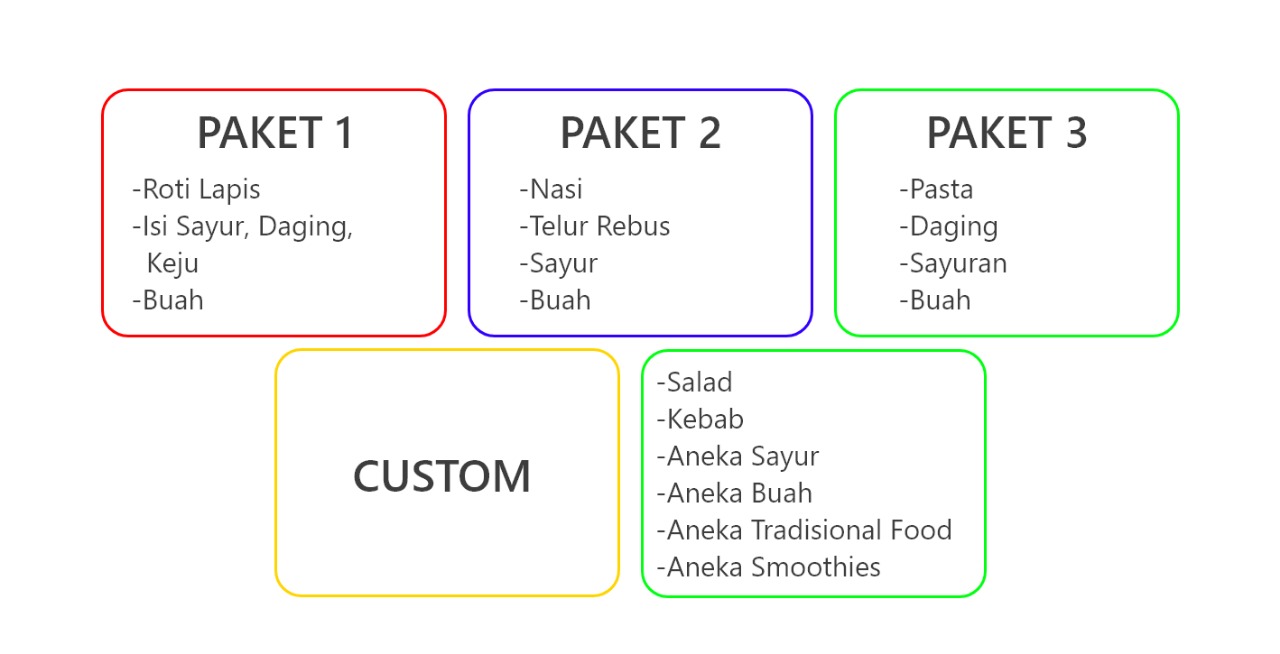 PAKET 1
-Roti Lapis
-Isi Sayur, Daging,
Keju
-Buah
PAKET 2
-Nasi
-Telur Rebus
-Sayur
-Buah
PAKET 3
-Pasta
-Daging
-Sayuran
-Buah
CUSTOM
-Salad
-Kebab
-Aneka Sayur
-Aneka Buah
-Aneka Tradisional Food
-Aneka Smoothies